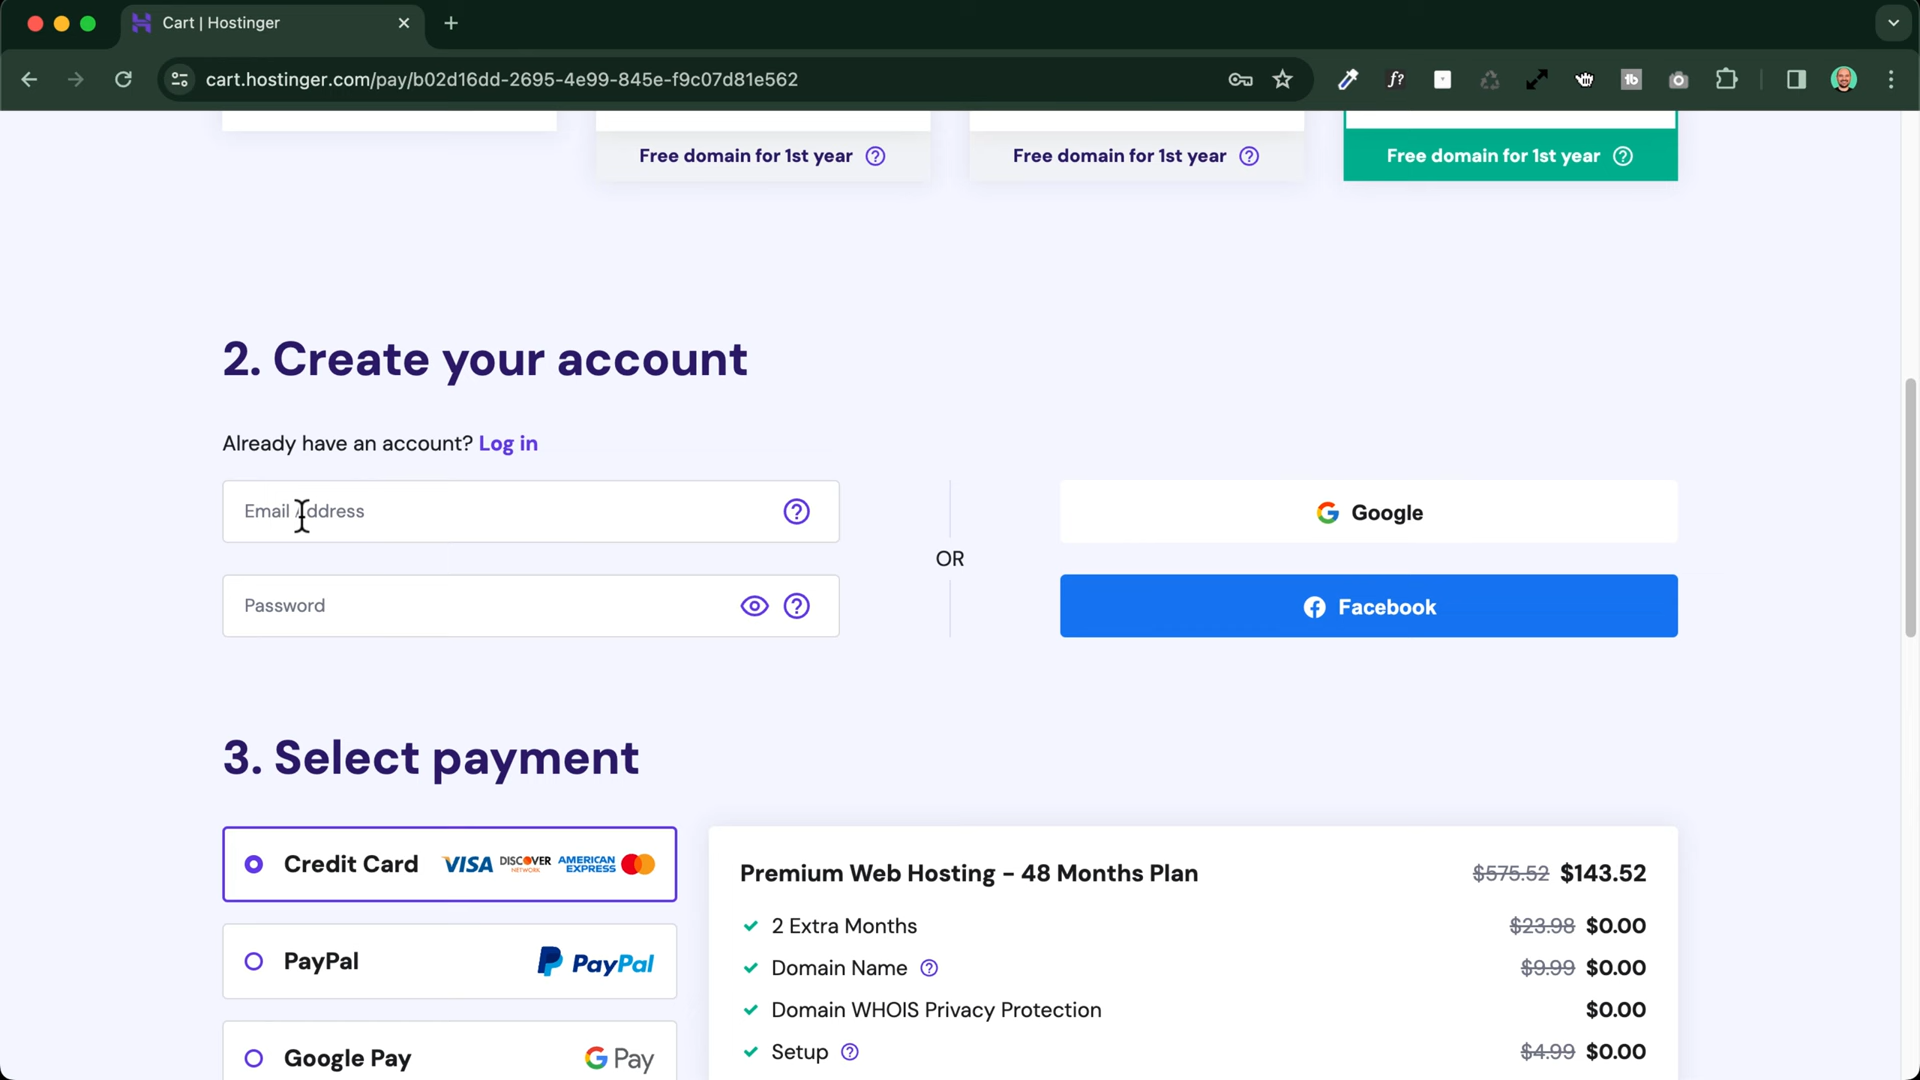 Cart | Hostinger
cart.hostinger.com/pay/b02d16dd-2695-4e99-845e-f9c07d81e562
f?
tb
Free domain for 1st year ?
Free domain for 1st year ?
Free domain for 1st year ?
2. Create your account
Already have an account? Log in
Email Address ?
Google
OR
Password ?
Facebook
3. Select payment
Credit Card VISA DISCOVER NETWORK AMERICAN EXPRESS
PayPal PayPal
Google Pay G Pay
Premium Web Hosting – 48 Months Plan $575.52 $143.52
2 Extra Months $23.98 $0.00
Domain Name ? $9.99 $0.00
Domain WHOIS Privacy Protection $0.00
Setup ? $4.99 $0.00